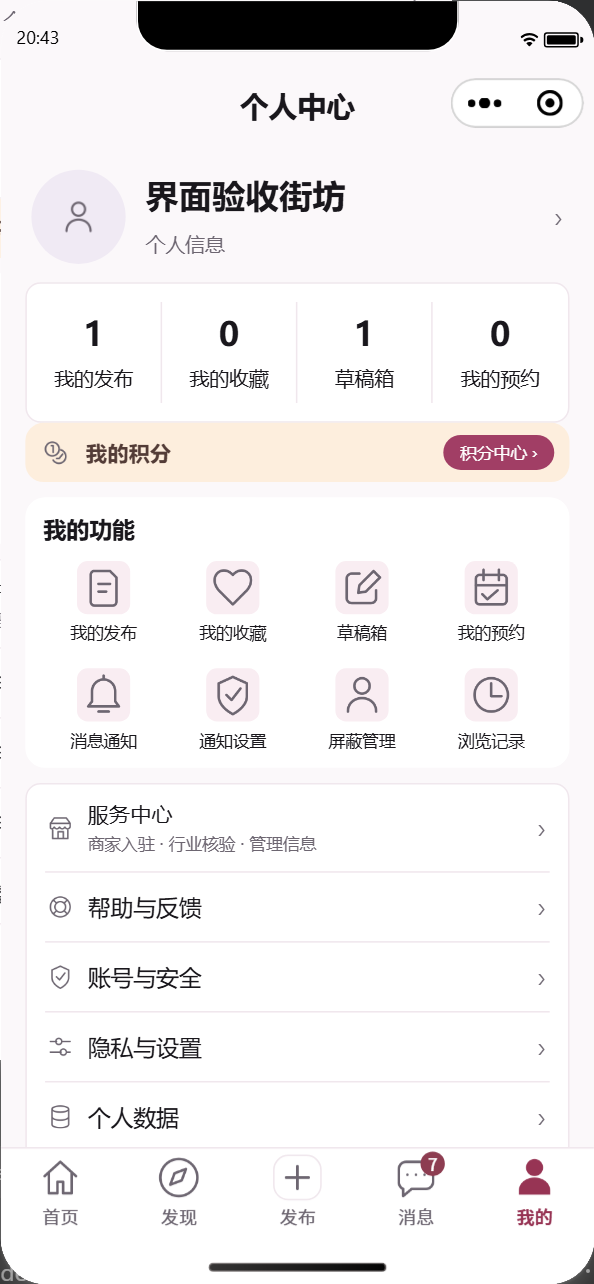 20:43
个人中心
界面验收街坊
个人信息
1 0 1 0
我的发布 我的收藏 草稿箱 我的预约
我的积分 积分中心 ›
我的功能
我的发布 我的收藏 草稿箱 我的预约
消息通知 通知设置 屏蔽管理 浏览记录
服务中心
商家入驻 · 行业核验 · 管理信息
帮助与反馈
账号与安全
隐私与设置
个人数据
7
首页 发现 发布 消息 我的